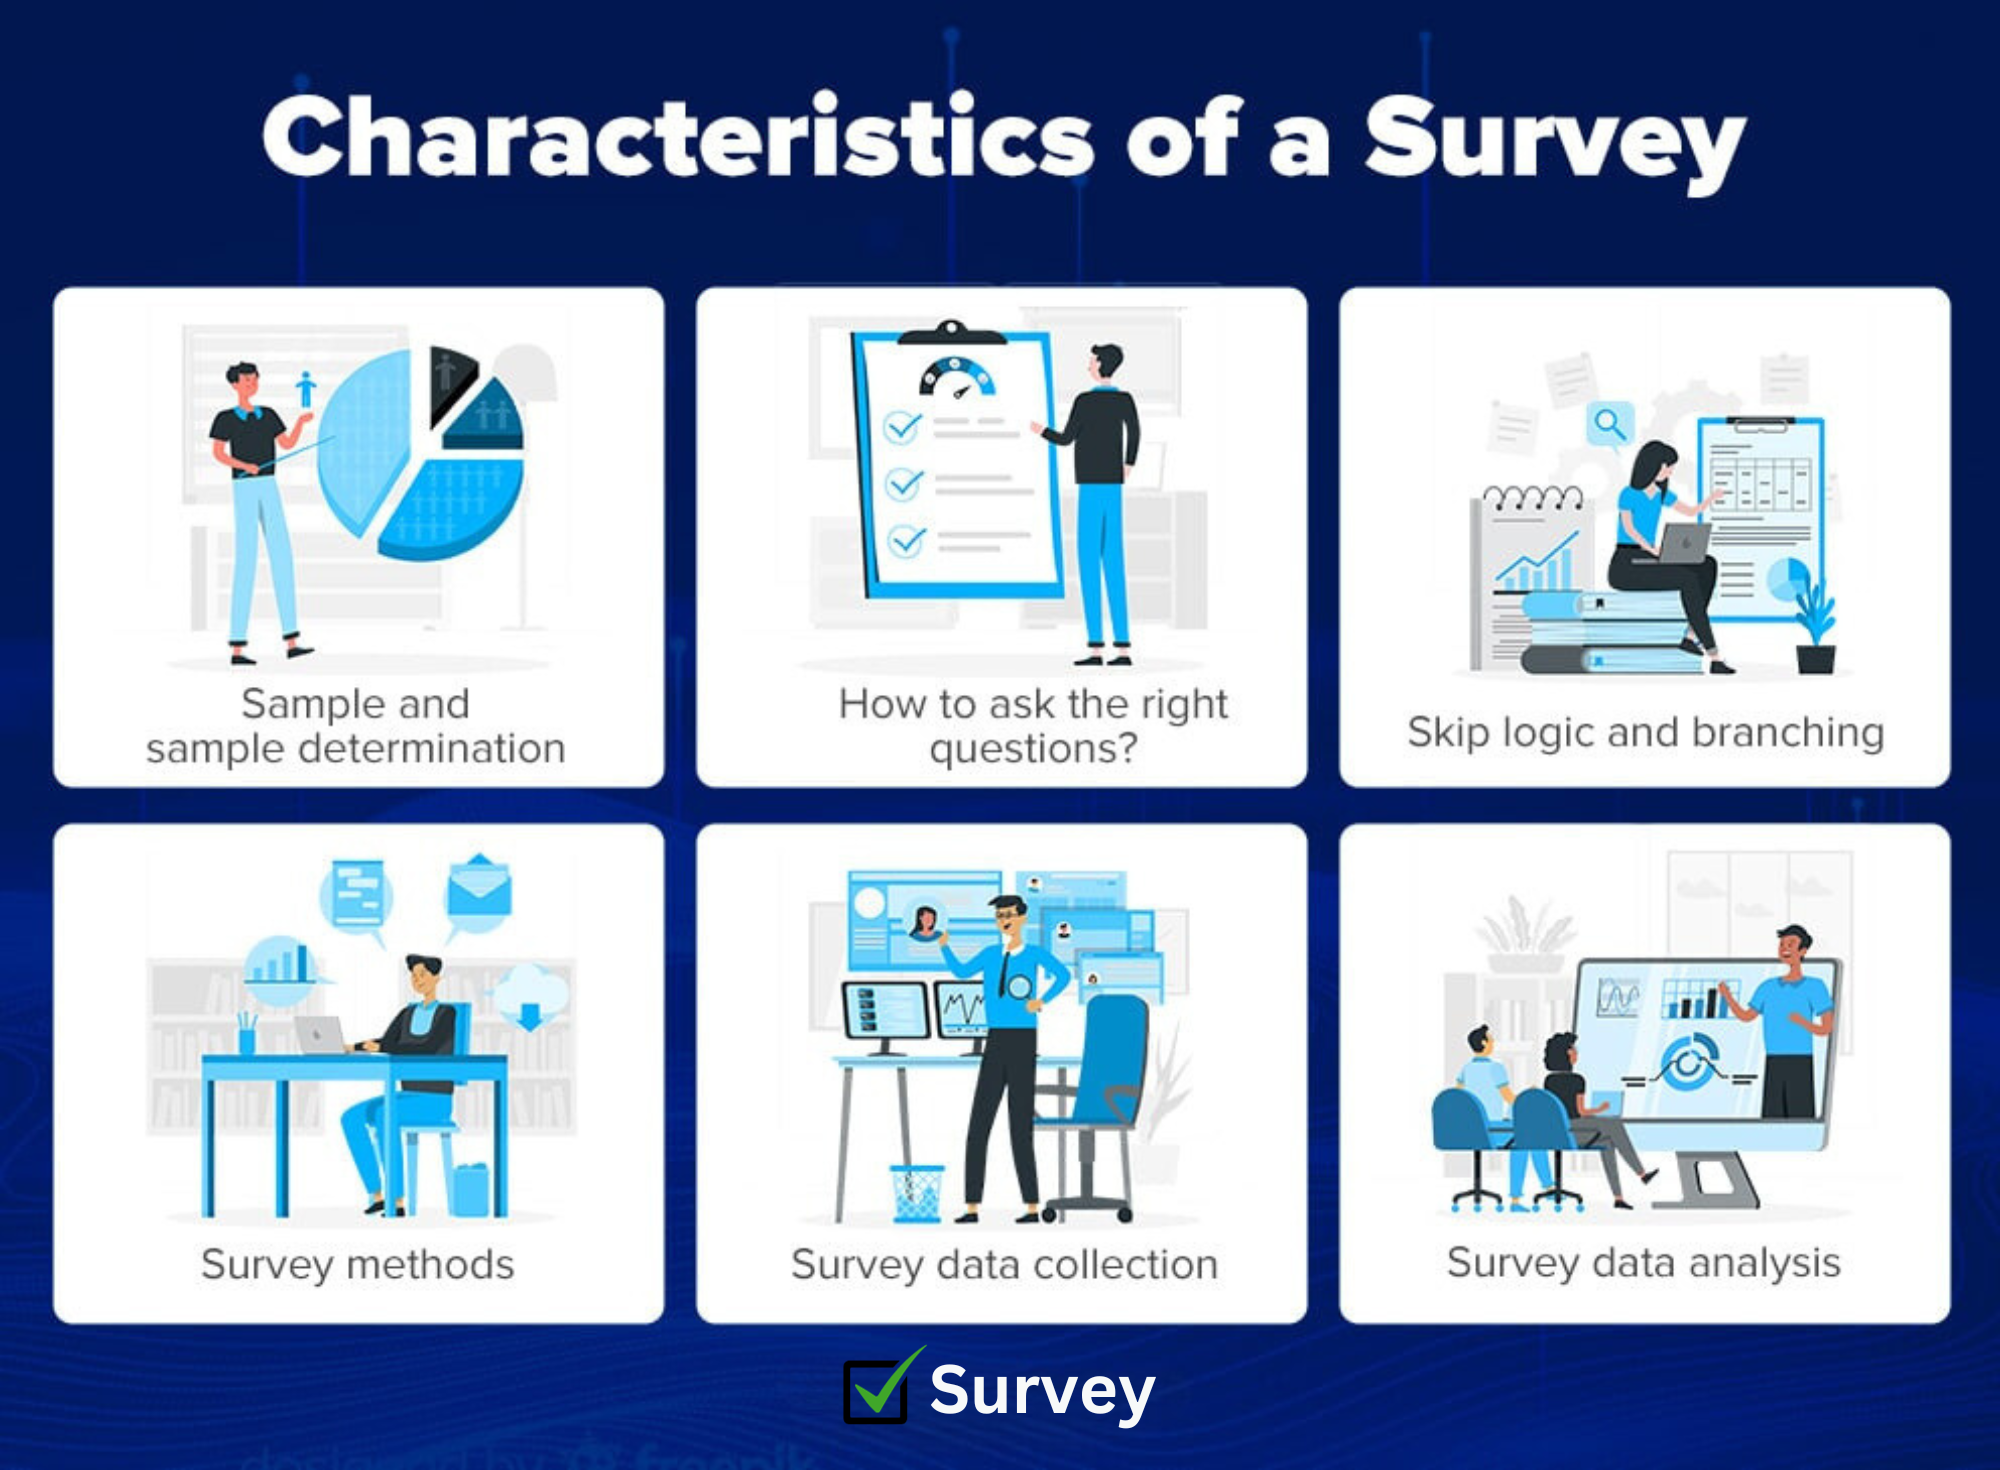 Characteristics of a Survey
Sample and
sample determination
How to ask the right
questions?
Skip logic and branching
Survey methods
Survey data collection
Survey data analysis
Survey
designed by freepik